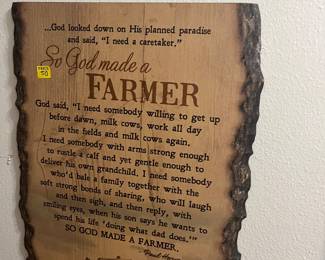 ...God looked down on His planned paradise
and said, "I need a caretaker."
So God made a
FARMER
God said, "I need somebody willing to get up
before dawn, milk cows, work all day
in the fields and milk cows again.
I need somebody with arms strong enough
to rustle a calf and yet gentle enough to
deliver his own grandchild. I need somebody
who'd bale a family together with the
soft strong bonds of sharing, who will laugh
and then sigh, and then reply, with
smiling eyes, when his son says he wants to
spend his life 'doing what dad does.'"
SO GOD MADE A FARMER.
Paul